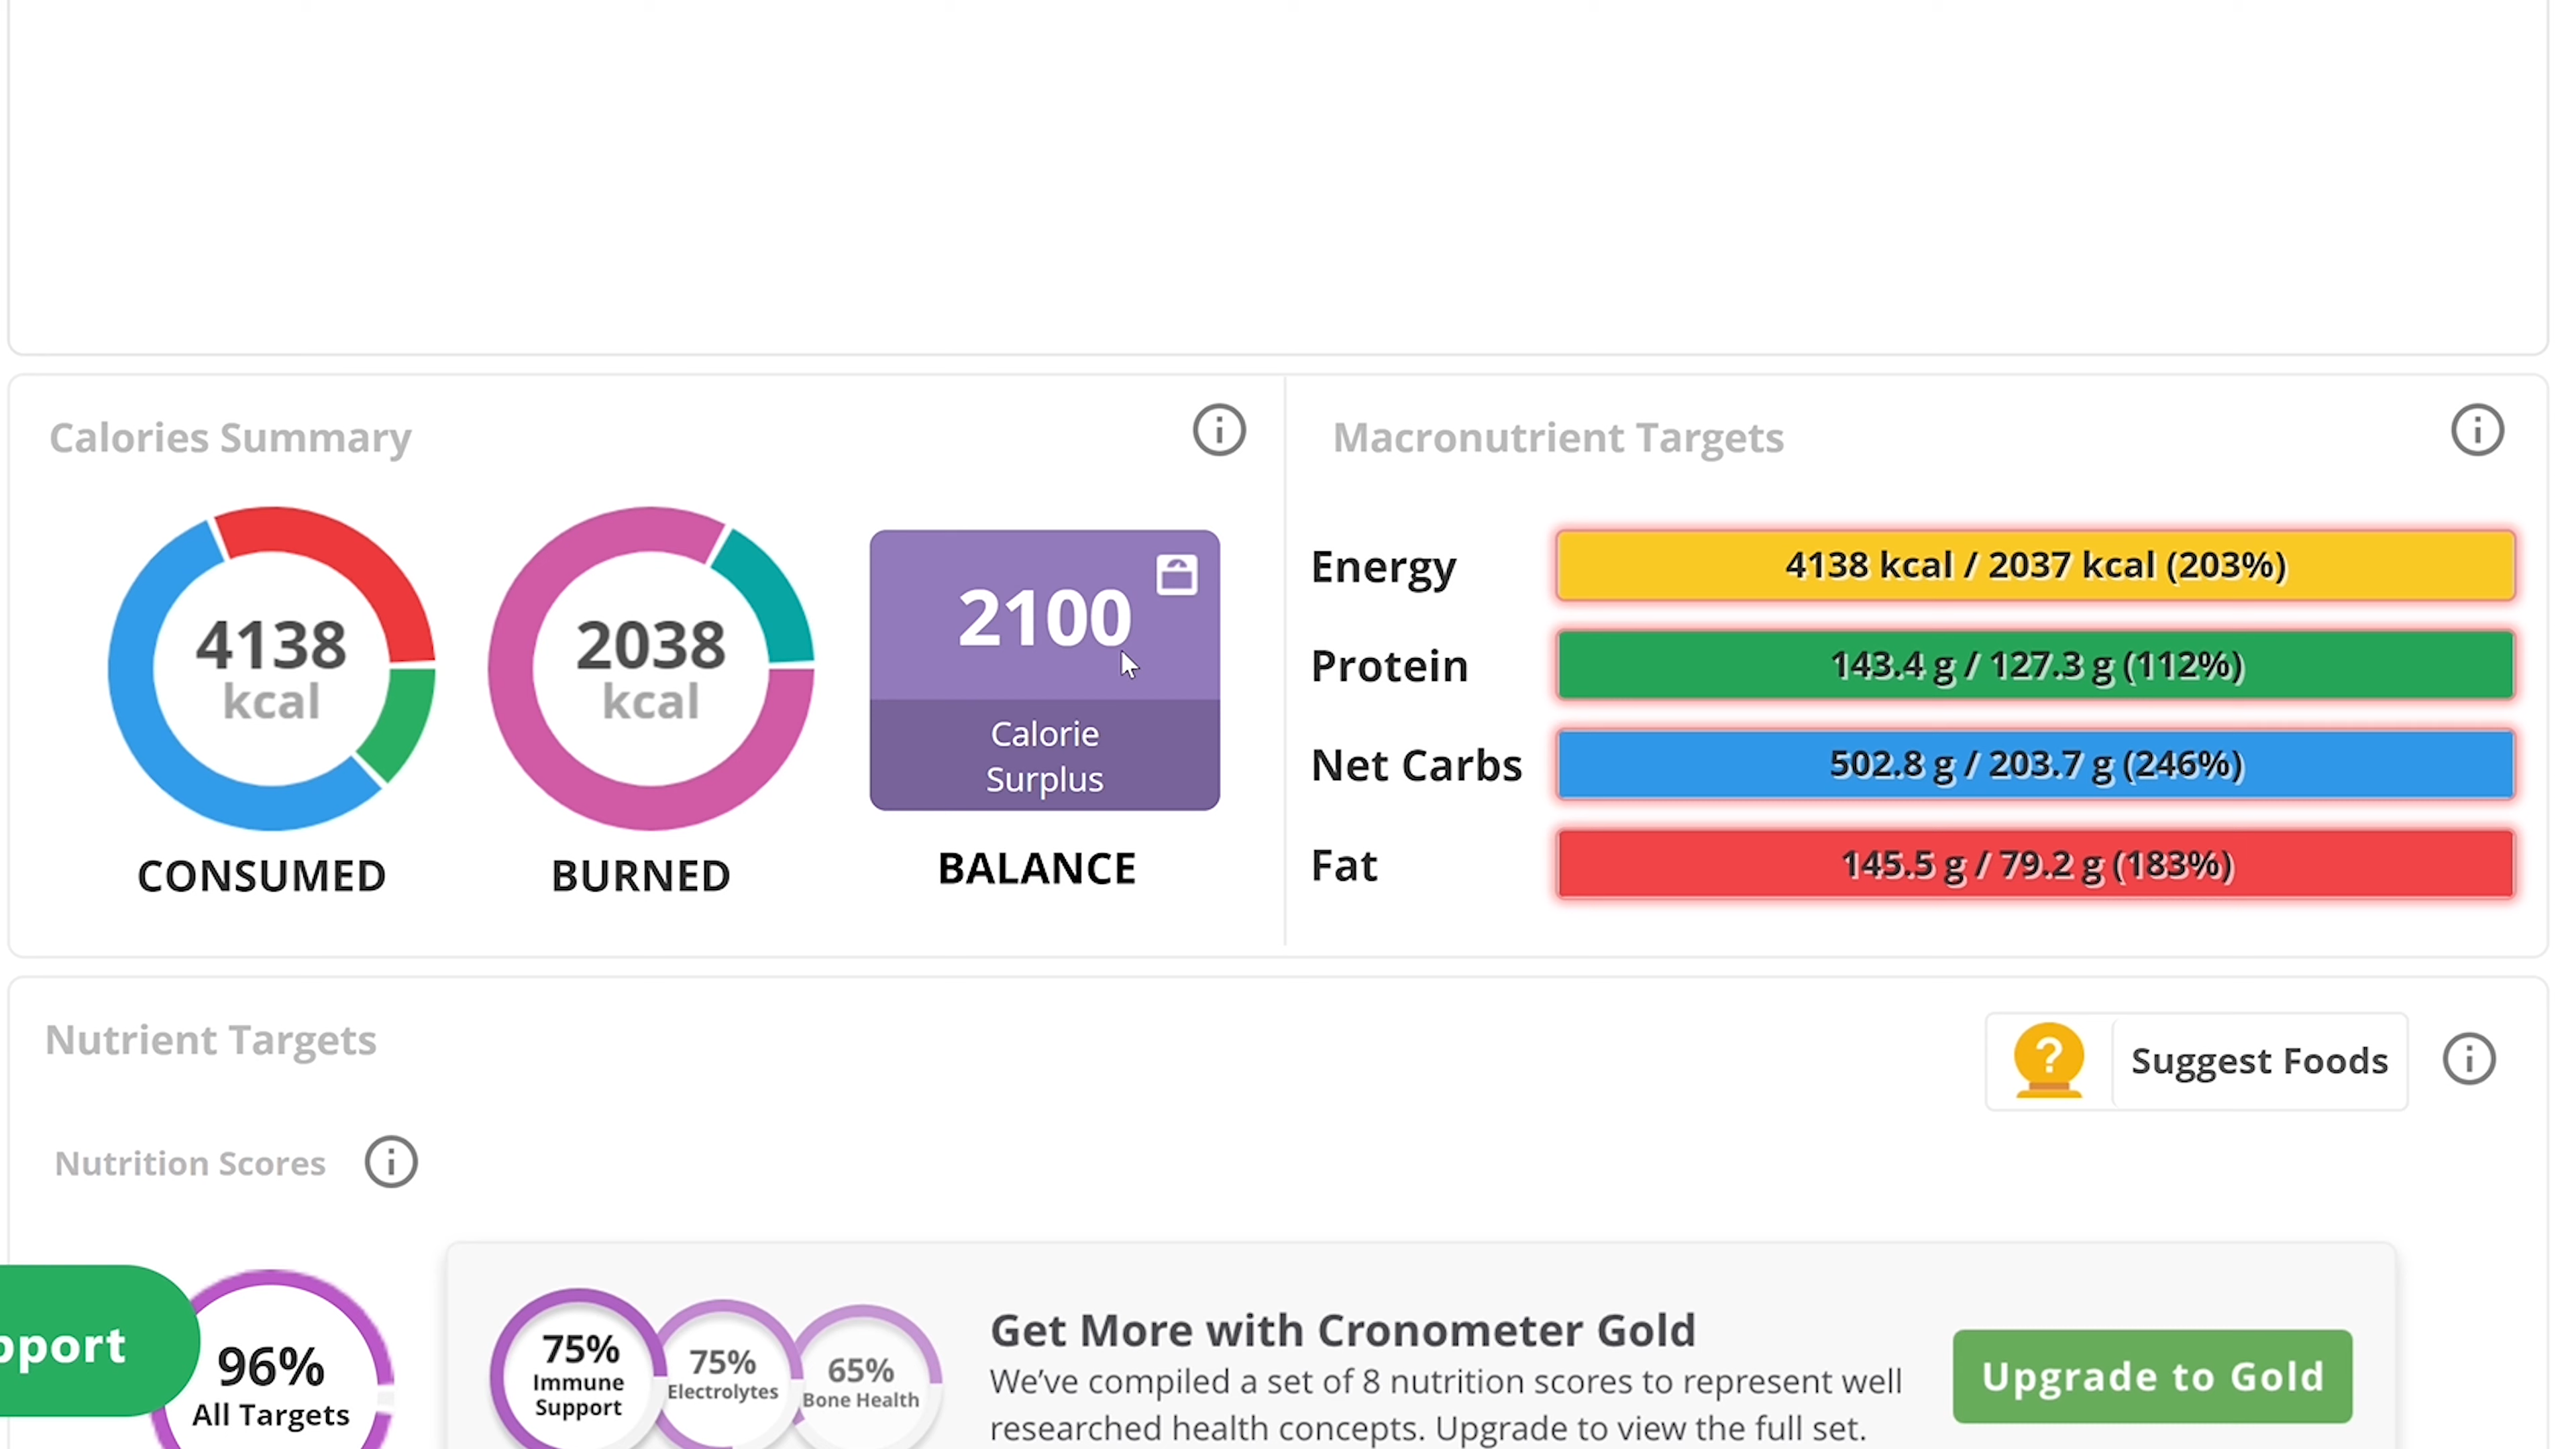 Calories Summary
4138
kcal
CONSUMED
2038
kcal
BURNED
2100
Calorie
Surplus
BALANCE
Macronutrient Targets
Energy
4138 kcal / 2037 kcal (203%)
Protein
143.4 g / 127.3 g (112%)
Net Carbs
502.8 g / 203.7 g (246%)
Fat
145.5 g / 79.2 g (183%)
Nutrient Targets
? Suggest Foods
Nutrition Scores
pport
96%
All Targets
75%
Immune
Support
75%
Electrolytes
65%
Bone Health
Get More with Cronometer Gold
We've compiled a set of 8 nutrition scores to represent well
researched health concepts. Upgrade to view the full set.
Upgrade to Gold